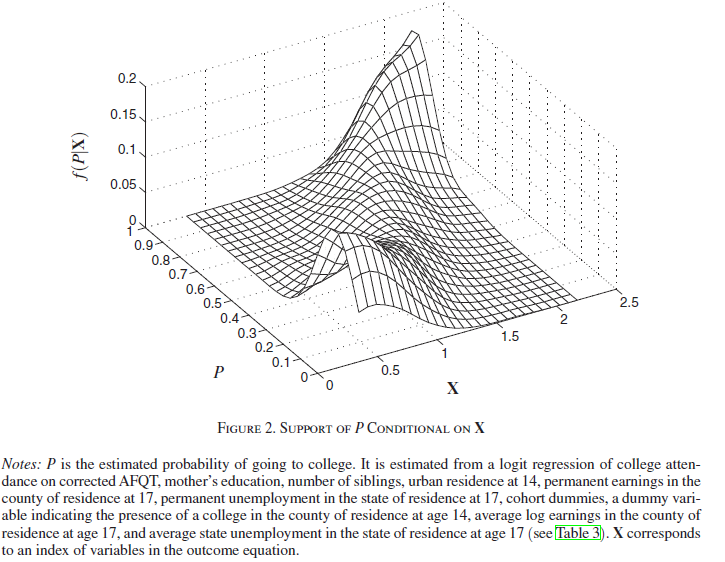 0.2
0.15
0.1
0.05
0
f(P|X)
1
0.9
0.8
0.7
0.6
0.5
0.4
0.3
0.2
0.1
0
P
0
0.5
1
1.5
2
2.5
X
FIGURE 2. SUPPORT OF P CONDITIONAL ON X
Notes: P is the estimated probability of going to college. It is estimated from a logit regression of college atten-
dance on corrected AFQT, mother's education, number of siblings, urban residence at 14, permanent earnings in the
county of residence at 17, permanent unemployment in the state of residence at 17, cohort dummies, a dummy vari-
able indicating the presence of a college in the county of residence at age 14, average log earnings in the county of
residence at age 17, and average state unemployment in the state of residence at age 17 (see Table 3). X corresponds
to an index of variables in the outcome equation.